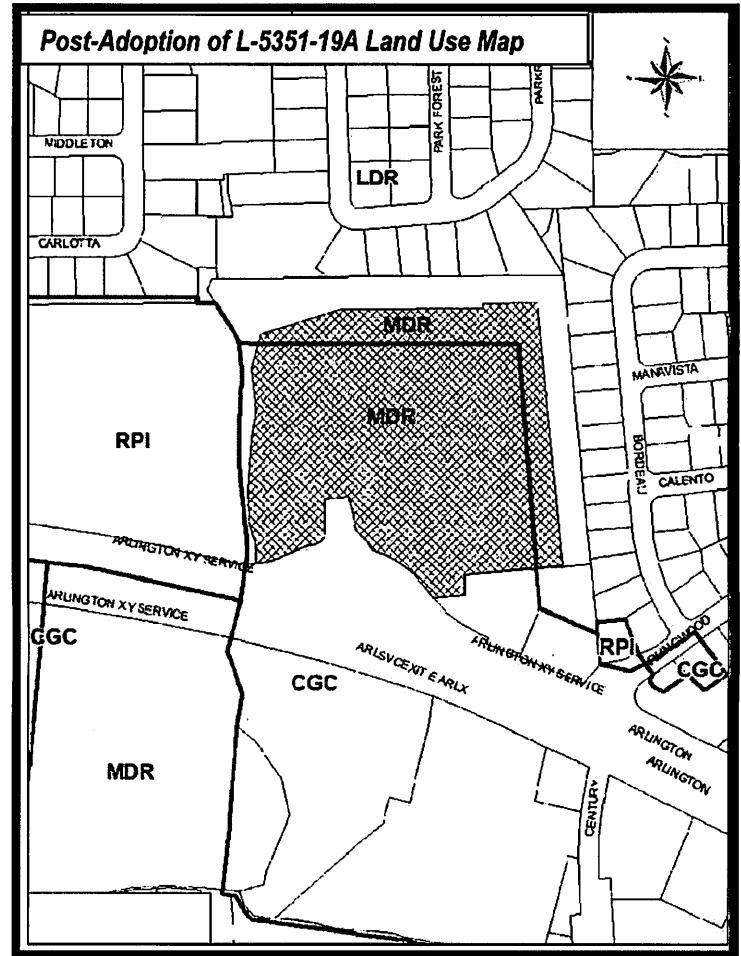 Post-Adoption of L-5351-19A Land Use Map
PARK FOREST
MIDDLETON
LDR
CARLOTTA
MDR
MANAVISTA
MDR
RPI
BORDEAU
CALENTO
ARLINGTON XY SERVICE
ARLINGTON XY SERVICE
CGC
ARLINGTON XY SERVICE
RPI
CGC
ARLSVCEXIT E ARLX
CGC
ARLINGTON
ARLINGTON
MDR
CENTURY